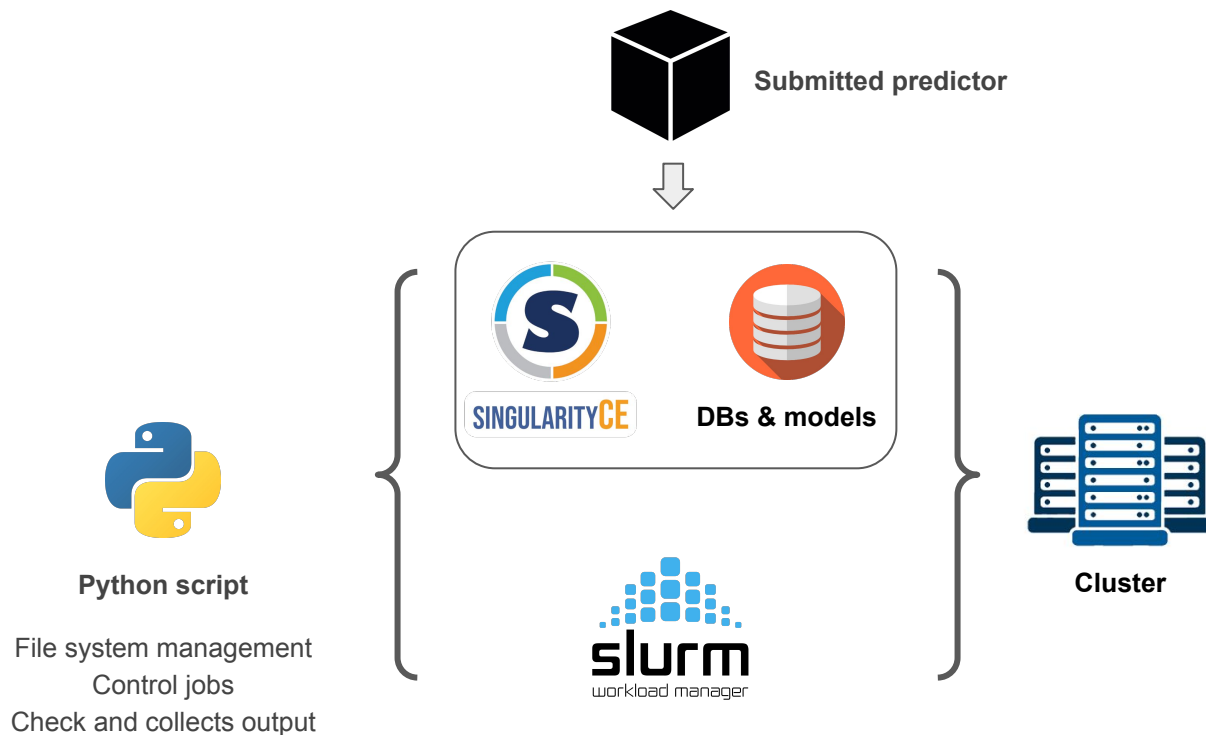 Submitted predictor
S
SINGULARITYCE
DBs & models
Python script
File system management
Control jobs
Check and collects output
slurm
workload manager
Cluster